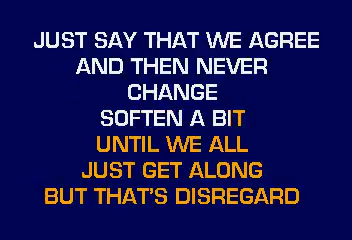 JUST SAY THAT WE AGREE
AND THEN NEVER
CHANGE
SOFTEN A BIT
UNTIL WE ALL
JUST GET ALONG
BUT THAT'S DISREGARD